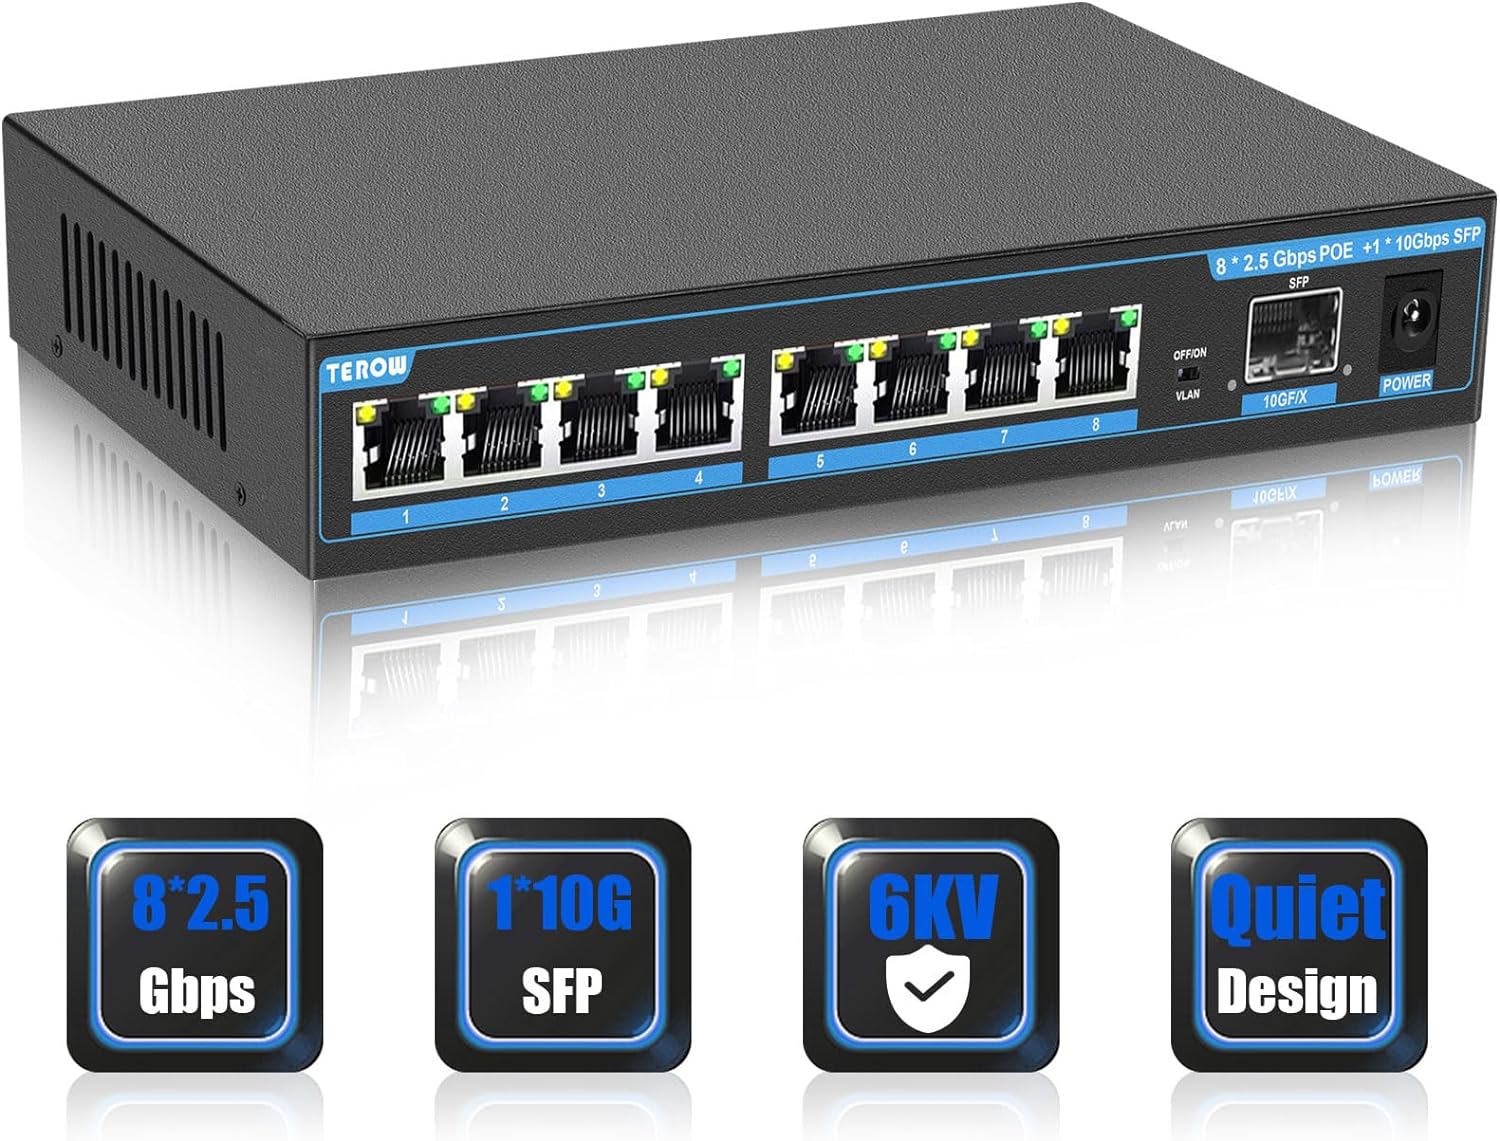 8 * 2.5 Gbps POE +1 * 10Gbps SFP
TEROW
SFP
OFF/ON
VLAN
10GF/X
POWER
1 2 3 4 5 6 7 8
8*2.5
Gbps
1*10G
SFP
6KV
Quiet
Design